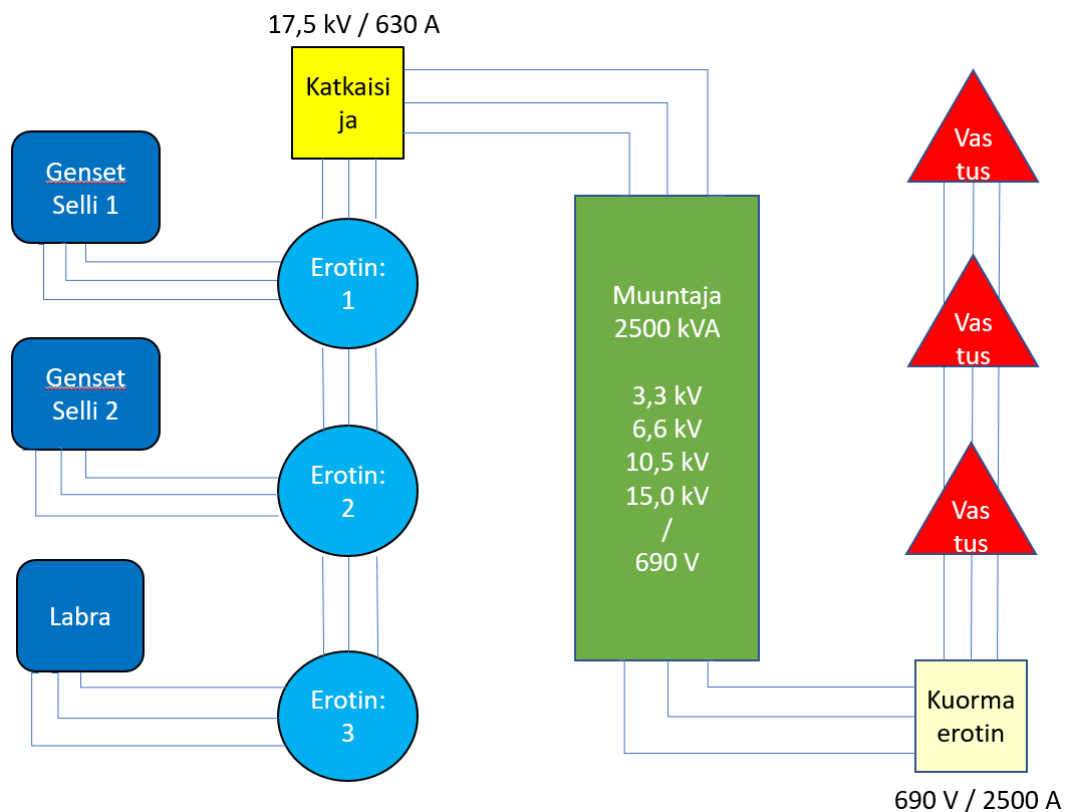 17,5 kV / 630 A
Katkaisi
ja
Genset
Selli 1
Erotin:
1
Genset
Selli 2
Erotin:
2
Labra
Erotin:
3
Muuntaja
2500 kVA
3,3 kV
6,6 kV
10,5 kV
15,0 kV
/
690 V
Vas
tus
Vas
tus
Vas
tus
Kuorma
erotin
690 V / 2500 A